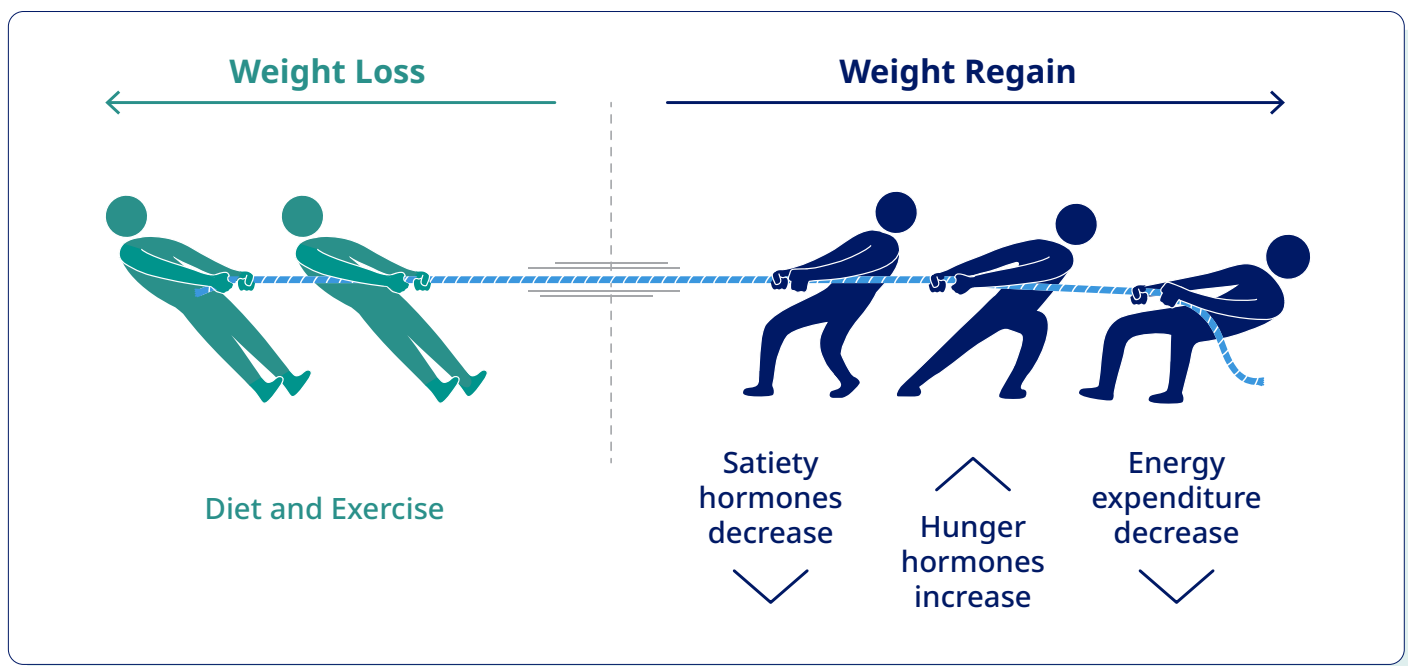 Weight Loss
Weight Regain
Diet and Exercise
Satiety
hormones
decrease
Hunger
hormones
increase
Energy
expenditure
decrease